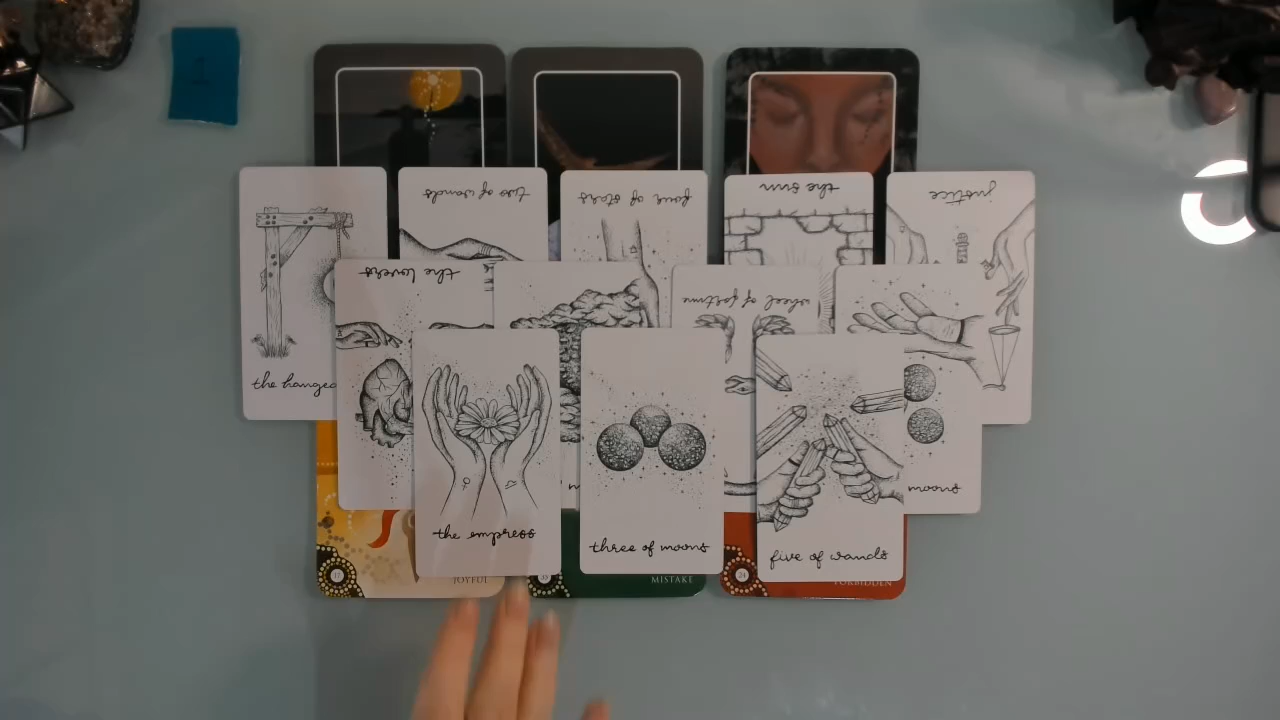 1
two of wands
four of stars
the sun
justice
the hanged
the lovers
wheel of fortune
moons
the empress
three of moons
five of wands
JOYFUL
MISTAKE
FORBIDDEN